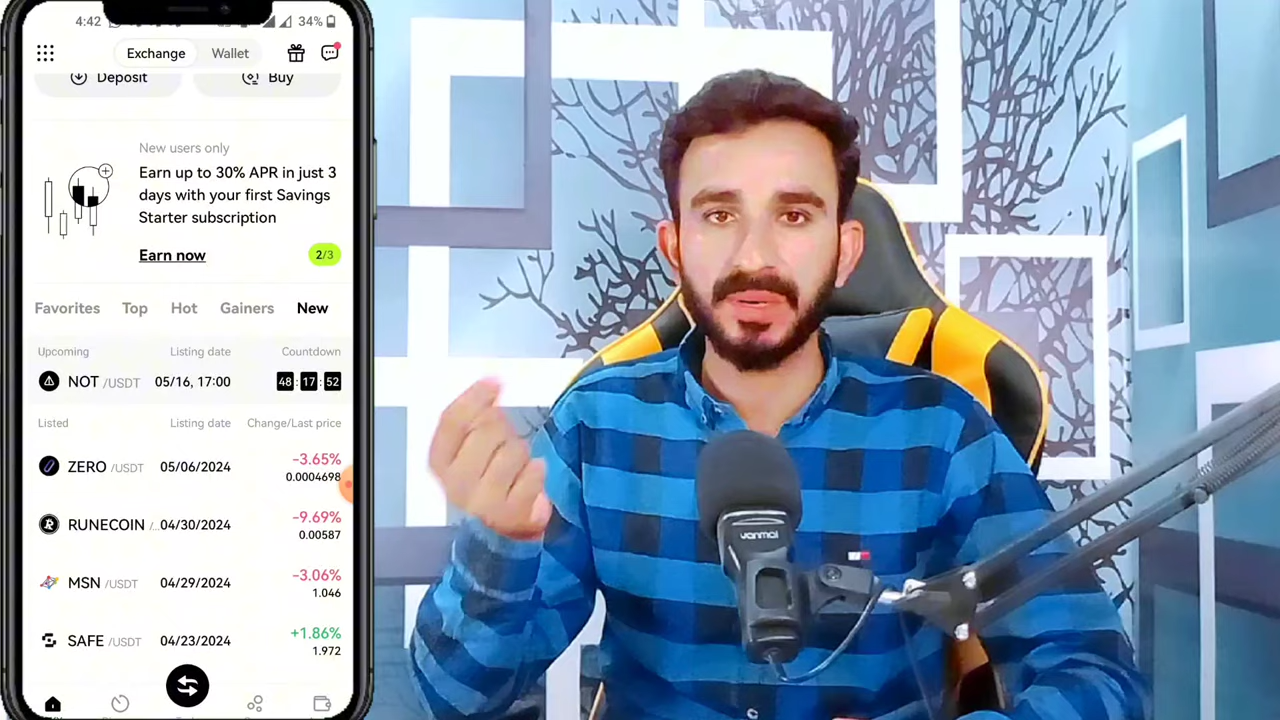 4:42 34%
Exchange Wallet
Deposit Buy
New users only
Earn up to 30% APR in just 3
days with your first Savings
Starter subscription
Earn now 2/3
Favorites Top Hot Gainers New
Upcoming Listing date Countdown
NOT /USDT 05/16, 17:00 48:17:52
Listed Listing date Change/Last price
ZERO /USDT 05/06/2024 -3.65%
0.0004698
RUNECOIN /... 04/30/2024 -9.69%
0.00587
MSN /USDT 04/29/2024 -3.06%
1.046
SAFE /USDT 04/23/2024 +1.86%
1.972
yanmai